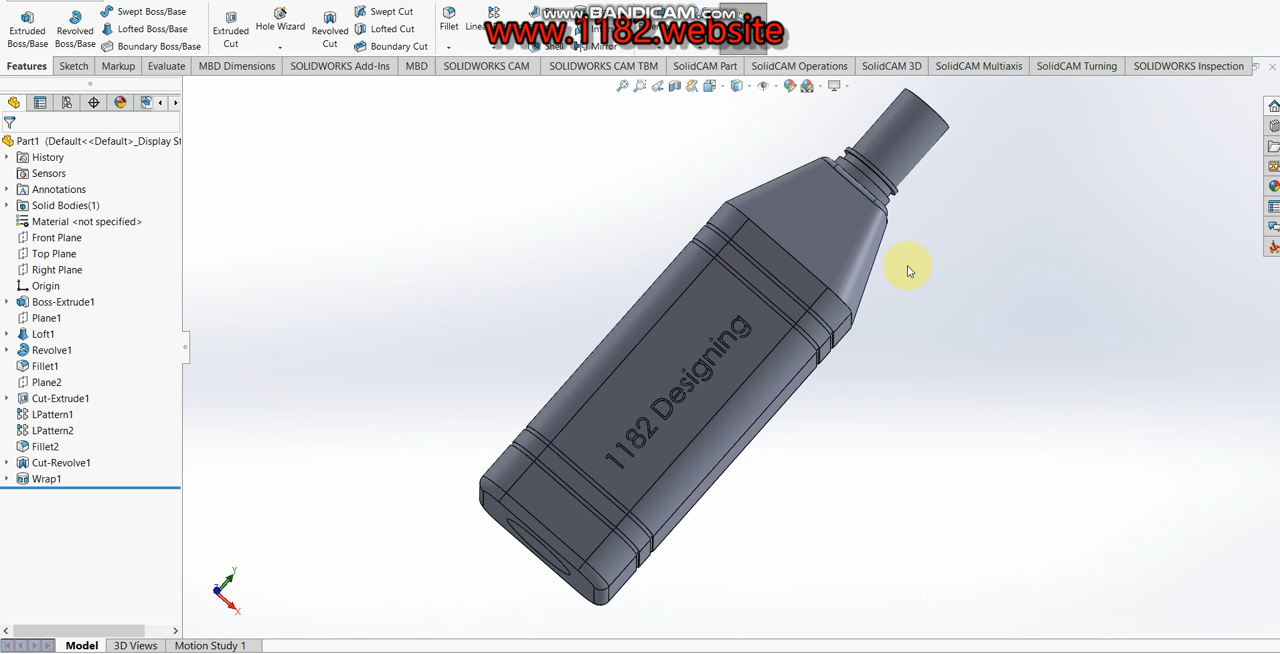 www.BANDICAM.com
www.1182.website
Extruded Boss/Base
Revolved Boss/Base
Swept Boss/Base
Lofted Boss/Base
Boundary Boss/Base
Extruded Cut
Hole Wizard
Revolved Cut
Swept Cut
Lofted Cut
Boundary Cut
Fillet
Shell
Mirror
Features
Sketch
Markup
Evaluate
MBD Dimensions
SOLIDWORKS Add-Ins
MBD
SOLIDWORKS CAM
SOLIDWORKS CAM TBM
SolidCAM Part
SolidCAM Operations
SolidCAM 3D
SolidCAM Multiaxis
SolidCAM Turning
SOLIDWORKS Inspection
Part1 (Default<<Default>_Display St
History
Sensors
Annotations
Solid Bodies(1)
Material <not specified>
Front Plane
Top Plane
Right Plane
Origin
Boss-Extrude1
Plane1
Loft1
Revolve1
Fillet1
Plane2
Cut-Extrude1
LPattern1
LPattern2
Fillet2
Cut-Revolve1
Wrap1
1182 Designing
Y
Z
X
Model
3D Views
Motion Study 1